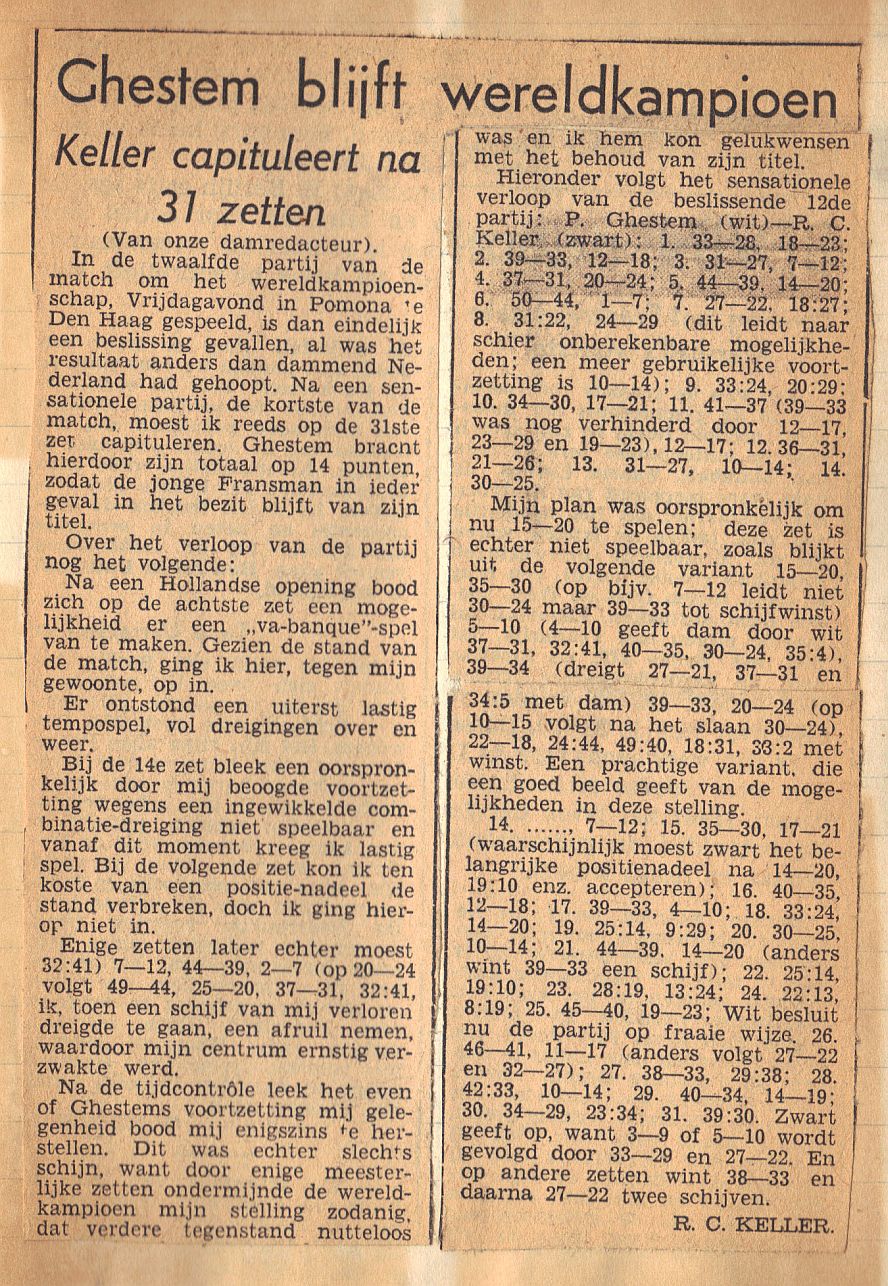 Ghestem blijft wereldkampioen
Keller capituleert na
31 zetten
(Van onze damredacteur).
In de twaalfde partij van de
match om het wereldkampioen-
schap, Vrijdagavond in Pomona te
Den Haag gespeeld, is dan eindelijk
een beslissing gevallen, al was het
resultaat anders dan dammend Ne-
derland had gehoopt. Na een sen-
sationele partij, de kortste van de
match, moest ik reeds op de 31ste
zet capituleren. Ghestem bracht
hierdoor zijn totaal op 14 punten,
zodat de jonge Fransman in ieder
geval in het bezit blijft van zijn
titel.
Over het verloop van de partij
nog het volgende:
Na een Hollandse opening bood
zich op de achtste zet een moge-
lijkheid er een „va-banque”-spel
van te maken. Gezien de stand van
de match, ging ik hier, tegen mijn
gewoonte, op in.
Er ontstond een uiterst lastig
tempospel, vol dreigingen over en
weer.
Bij de 14e zet bleek een oorspron-
kelijk door mij beoogde voortzet-
ting wegens een ingewikkelde com-
binatie-dreiging niet speelbaar en
vanaf dit moment kreeg ik lastig
spel. Bij de volgende zet kon ik ten
koste van een positie-nadeel de
stand verbreken, doch ik ging hier-
op niet in.
Enige zetten later echter moest
32:41) 7—12, 44—39, 2—7 (op 20—24
volgt 49—44, 25—20, 37—31, 32:41,
ik, toen een schijf van mij verloren
dreigde te gaan, een afruil nemen,
waardoor mijn centrum ernstig ver-
zwakte werd.
Na de tijdcontrôle leek het even
of Ghestems voortzetting mij gele-
genheid bood mij enigszins te her-
stellen. Dit was echter slechts
schijn, want door enige meester-
lijke zetten ondermijnde de wereld-
kampioen mijn stelling zodanig,
dat verdere tegenstand nutteloos
was en ik hem kon gelukwensen
met het behoud van zijn titel.
Hieronder volgt het sensationele
verloop van de beslissende 12de
partij: P. Ghestem (wit)—R. C.
Keller (zwart): 1. 33—28, 18—23;
2. 39—33, 12—18; 3. 31—27, 7—12;
4. 37—31, 20—24; 5. 44—39, 14—20;
6. 50—44, 1—7; 7. 27—22, 18:27;
8. 31:22, 24—29 (dit leidt naar
schier onberekenbare mogelijkhe-
den; een meer gebruikelijke voort-
zetting is 10—14); 9. 33:24, 20:29;
10. 34—30, 17—21; 11. 41—37 (39—33
was nog verhinderd door 12—17,
23—29 en 19—23), 12—17; 12. 36—31,
21—26; 13. 31—27, 10—14; 14.
30—25.
Mijn plan was oorspronkelijk om
nu 15—20 te spelen; deze zet is
echter niet speelbaar, zoals blijkt
uit de volgende variant 15—20,
35—30 (op bijv. 7—12 leidt niet
30—24 maar 39—33 tot schijfwinst)
5—10 (4—10 geeft dam door wit
37—31, 32:41, 40—35, 30—24, 35:4),
39—34 (dreigt 27—21, 37—31 en
34:5 met dam) 39—33, 20—24 (op
10—15 volgt na het slaan 30—24),
22—18, 24:44, 49:40, 18:31, 36:2 met
winst. Een prachtige variant, die
een goed beeld geeft van de moge-
lijkheden in deze stelling.
14. ......, 7—12; 15. 35—30, 17—21
(waarschijnlijk moest zwart het be-
langrijke positienadeel na 14—20,
19:10 enz. accepteren); 16. 40—35,
12—18; 17. 39—33, 4—10; 18. 33:24,
14—20; 19. 25:14, 9:29; 20. 30—25,
10—14; 21. 44—39, 14—20 (anders
wint 39—33 een schijf); 22. 25:14,
19:10; 23. 28:19, 13:24; 24. 22:13,
8:19; 25. 45—40, 19—23; Wit besluit
nu de partij op fraaie wijze. 26.
46—41, 11—17 (anders volgt 27—22
en 32—27); 27. 38—33, 29:38; 28.
42:33, 10—14; 29. 40—34, 14—19;
30. 34—29, 23:34; 31. 39:30. Zwart
geeft op, want 3—9 of 5—10 wordt
gevolgd door 33—29 en 27—22. En
op andere zetten wint 38—33 en
daarna 27—22 twee schijven.
R. C. KELLER.